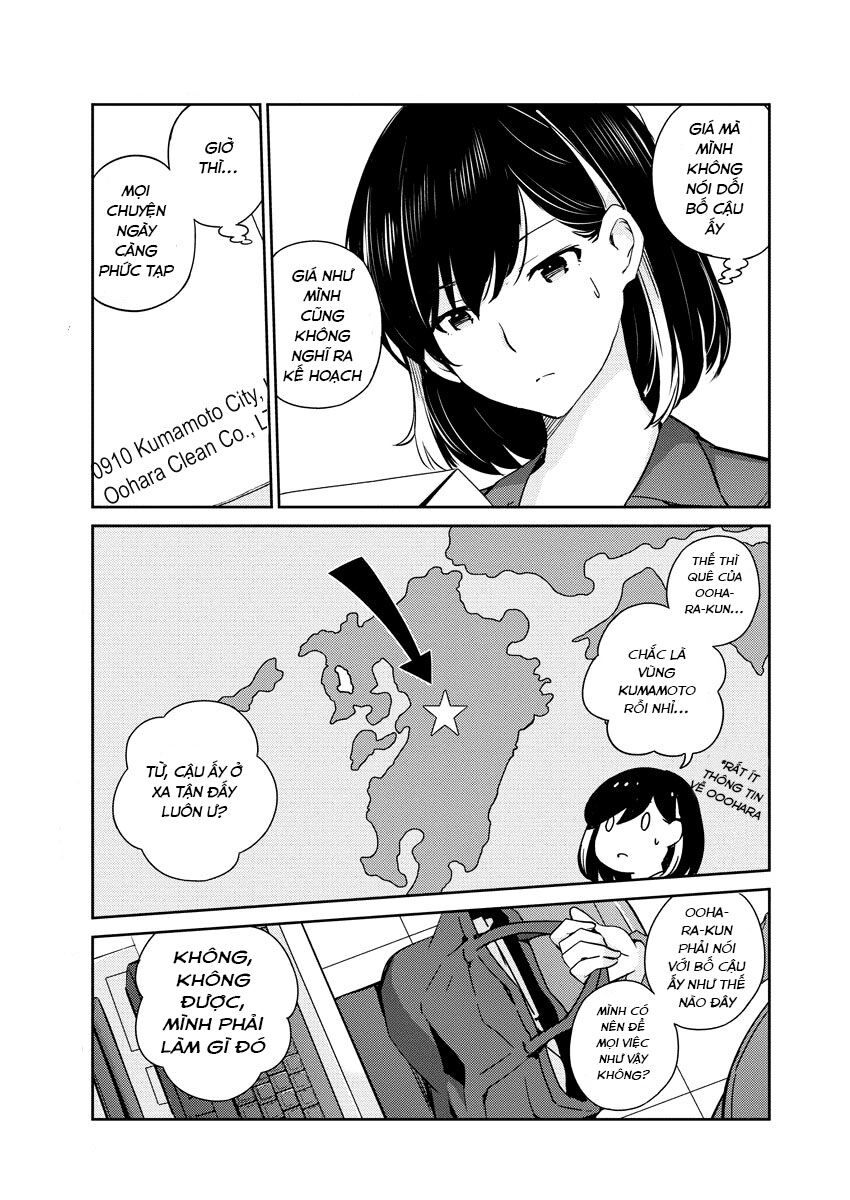 GIÁ MÀ
MÌNH
KHÔNG
NÓI DỐI
BỐ CẬU
ẤY
GIÁ NHƯ
MÌNH
CŨNG
KHÔNG
NGHĨ RA
KẾ HOẠCH
GIỜ
THÌ...
MỌI
CHUYỆN
NGÀY
CÀNG
PHỨC TẠP
0910 Kumamoto City,
Oohara Clean Co., L
THẾ THÌ
QUÊ CỦA
OOHA-
RA-KUN...
CHẮC LÀ
VÙNG
KUMAMOTO
RỒI NHỈ...
*RẤT ÍT
THÔNG TIN
VỀ OOOHARA
TỪ, CẬU ẤY Ở
XA TẬN ĐẤY
LUÔN Ư?
OOHA-
RA-KUN
PHẢI NÓI
VỚI BỐ CẬU
ẤY NHƯ THẾ
NÀO ĐÂY
MÌNH CÓ
NÊN ĐỂ
MỌI VIỆC
NHƯ VẬY
KHÔNG?
KHÔNG,
KHÔNG
ĐƯỢC,
MÌNH PHẢI
LÀM GÌ ĐÓ